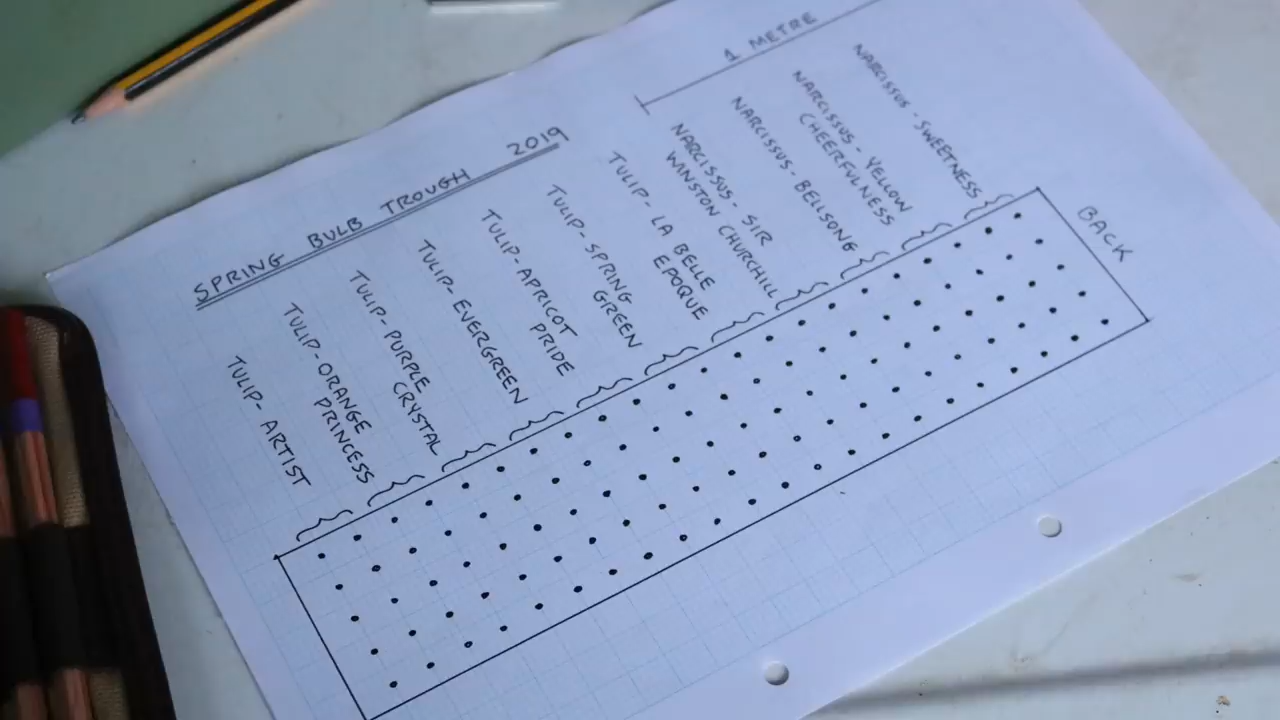 SPRING BULB TROUGH 2019
1 METRE
TULIP - ARTIST
TULIP - ORANGE
PRINCESS
TULIP - PURPLE
CRYSTAL
TULIP - EVERGREEN
TULIP - APRICOT
PRIDE
TULIP - SPRING
GREEN
TULIP - LA BELLE
EPOQUE
NARCISSUS - SIR
WINSTON CHURCHILL
NARCISSUS - BELLSONG
NARCISSUS - YELLOW
CHEERFULNESS
NARCISSUS - SWEETNESS
BACK